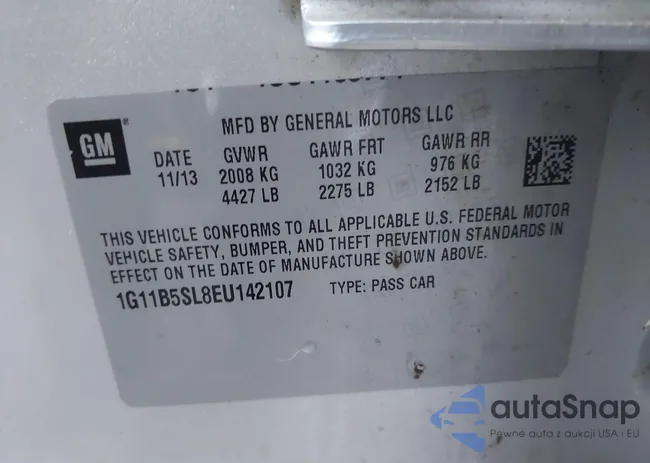 MFD BY GENERAL MOTORS LLC
GM ®
DATE GVWR GAWR FRT GAWR RR
11/13 2008 KG 1032 KG 976 KG
4427 LB 2275 LB 2152 LB
THIS VEHICLE CONFORMS TO ALL APPLICABLE U.S. FEDERAL MOTOR
VEHICLE SAFETY, BUMPER, AND THEFT PREVENTION STANDARDS IN
EFFECT ON THE DATE OF MANUFACTURE SHOWN ABOVE.
1G11B5SL8EU142107 TYPE: PASS CAR
autoSnap
Pewne auta z aukcji USA i EU